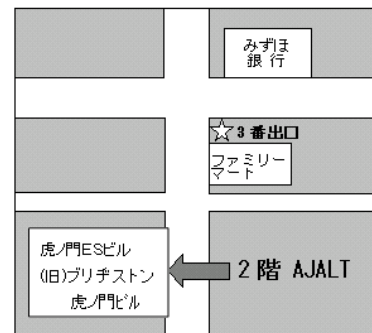 みずほ
銀 行
☆3 番出口
ファミリー
マート
虎ノ門ESビル
(旧)ブリヂストン
虎ノ門ビル
2 階 AJALT